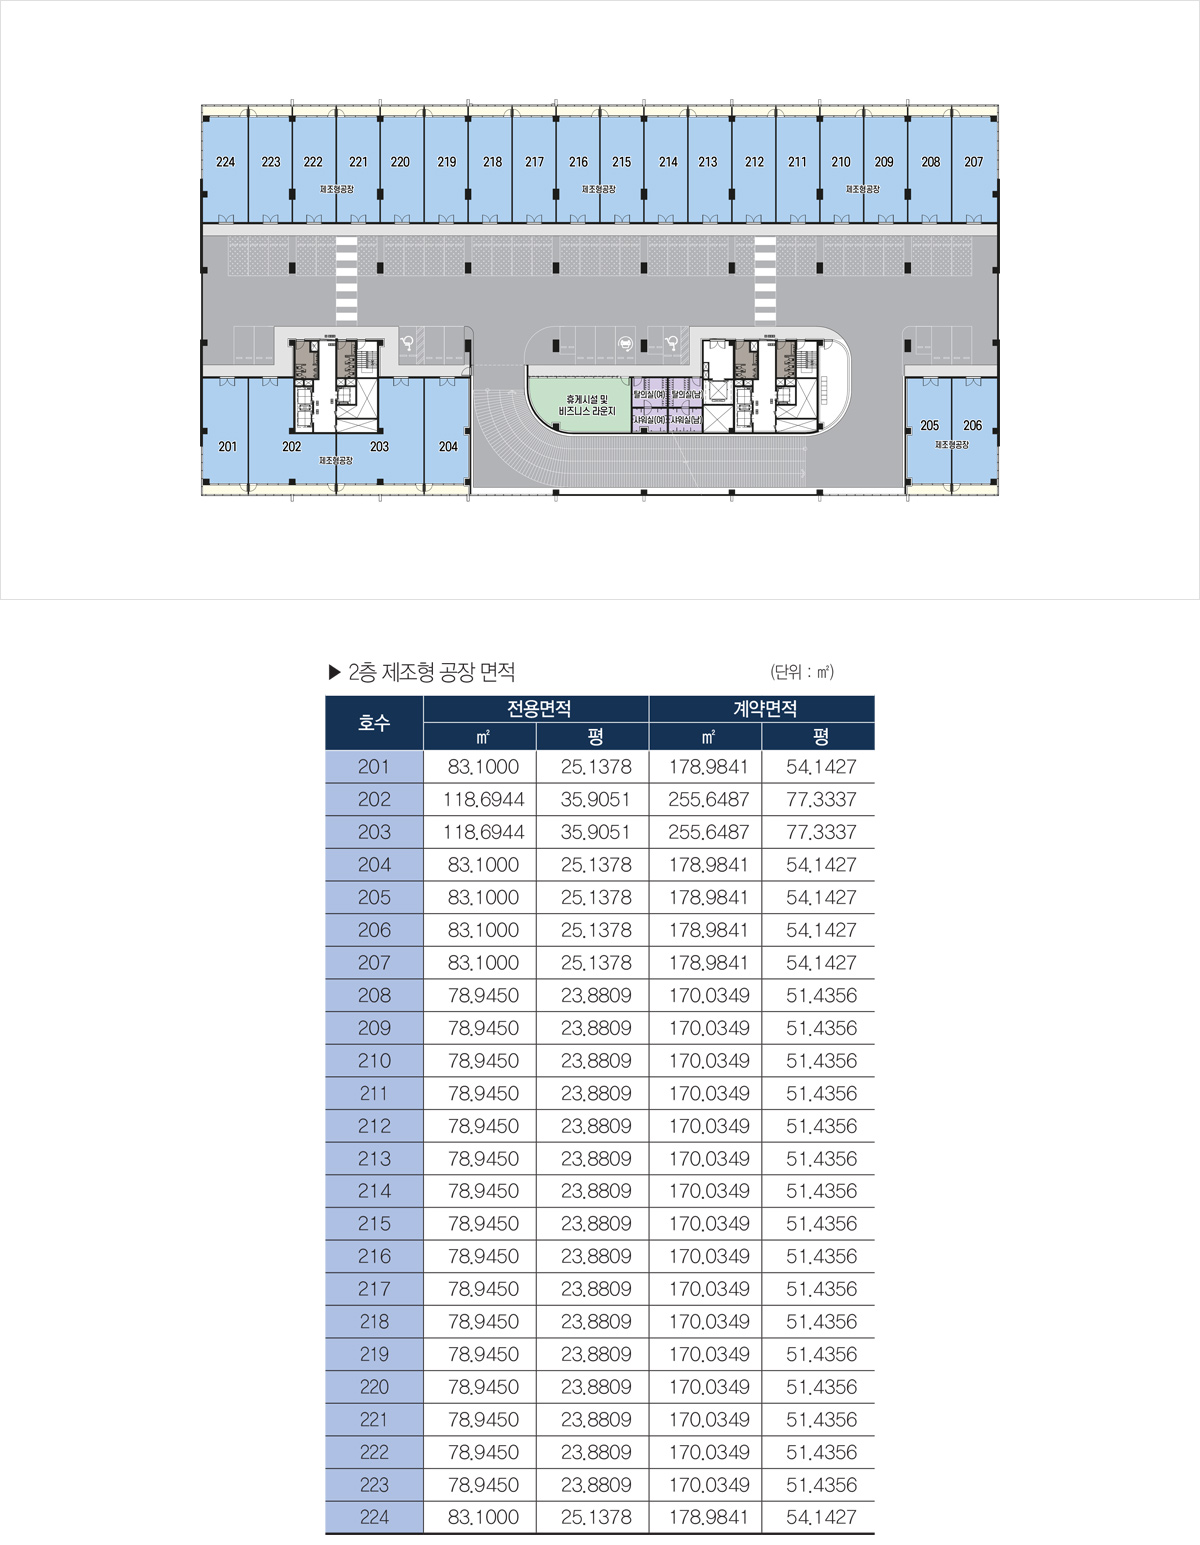 224 223 222 221 220 219 218 217 216 215 214 213 212 211 210 209 208 207
제조형공장 제조형공장 제조형공장
휴게시설 및
비즈니스 라운지
탈의실(여) 탈의실(남)
샤워실(여) 샤워실(남)
201 202 203 204 205 206
제조형공장 제조형공장
▶ 2층 제조형 공장 면적 (단위 : ㎡)
호수 전용면적 계약면적
㎡ 평 ㎡ 평
201 83.1000 25.1378 178.9841 54.1427
202 118.6944 35.9051 255.6487 77.3337
203 118.6944 35.9051 255.6487 77.3337
204 83.1000 25.1378 178.9841 54.1427
205 83.1000 25.1378 178.9841 54.1427
206 83.1000 25.1378 178.9841 54.1427
207 83.1000 25.1378 178.9841 54.1427
208 78.9450 23.8809 170.0349 51.4356
209 78.9450 23.8809 170.0349 51.4356
210 78.9450 23.8809 170.0349 51.4356
211 78.9450 23.8809 170.0349 51.4356
212 78.9450 23.8809 170.0349 51.4356
213 78.9450 23.8809 170.0349 51.4356
214 78.9450 23.8809 170.0349 51.4356
215 78.9450 23.8809 170.0349 51.4356
216 78.9450 23.8809 170.0349 51.4356
217 78.9450 23.8809 170.0349 51.4356
218 78.9450 23.8809 170.0349 51.4356
219 78.9450 23.8809 170.0349 51.4356
220 78.9450 23.8809 170.0349 51.4356
221 78.9450 23.8809 170.0349 51.4356
222 78.9450 23.8809 170.0349 51.4356
223 78.9450 23.8809 170.0349 51.4356
224 83.1000 25.1378 178.9841 54.1427